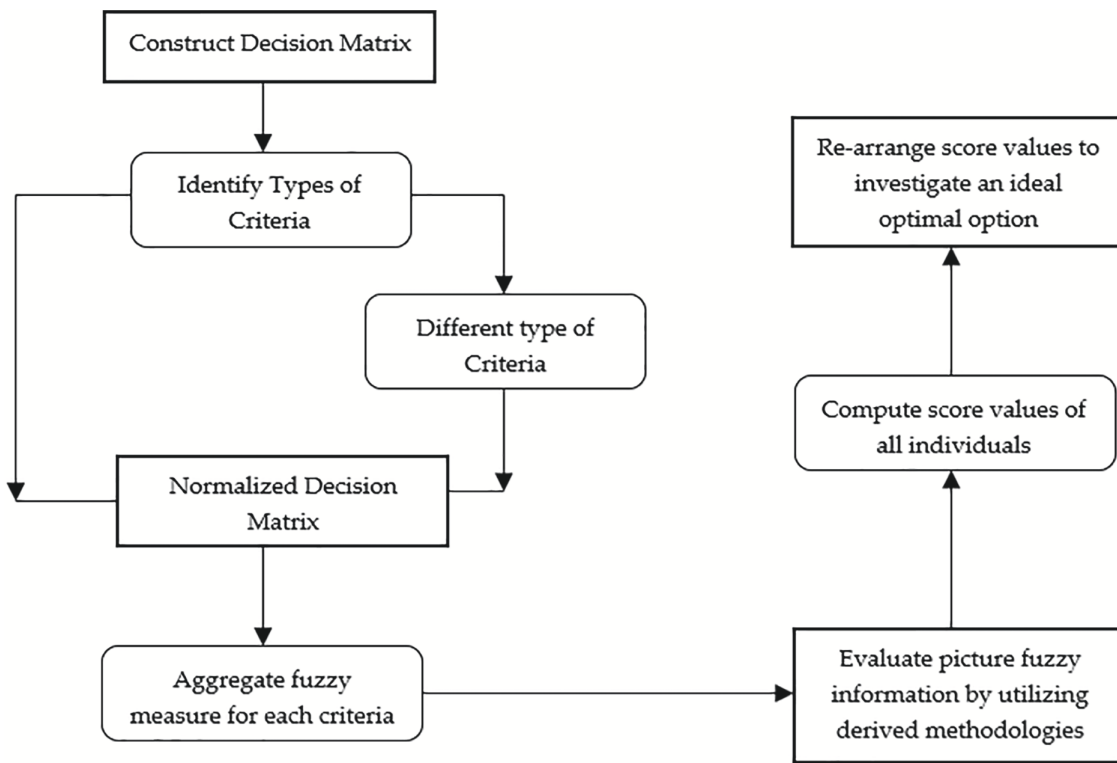 Construct Decision Matrix
Identify Types of
Criteria
Different type of
Criteria
Normalized Decision
Matrix
Aggregate fuzzy
measure for each criteria
Evaluate picture fuzzy
information by utilizing
derived methodologies
Compute score values of
all individuals
Re-arrange score values to
investigate an ideal
optimal option